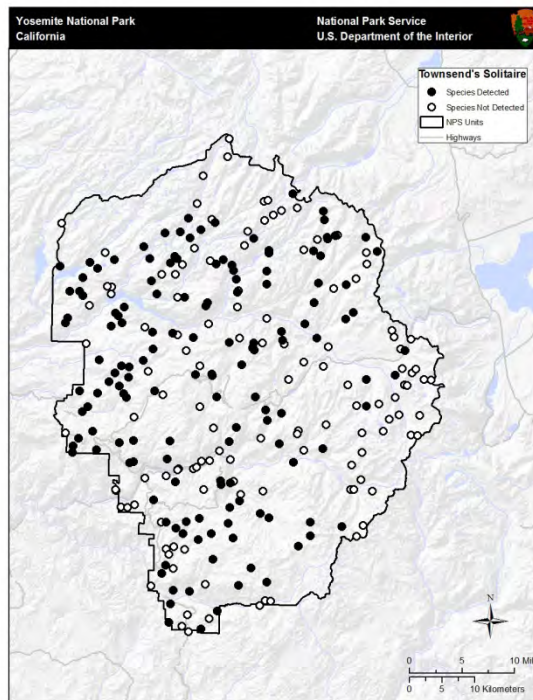 Yosemite National Park
California
National Park Service
U.S. Department of the Interior
Townsend's Solitaire
Species Detected
Species Not Detected
NPS Units
Highways
N
0 5 10 Mil
0 5 10 Kilometers